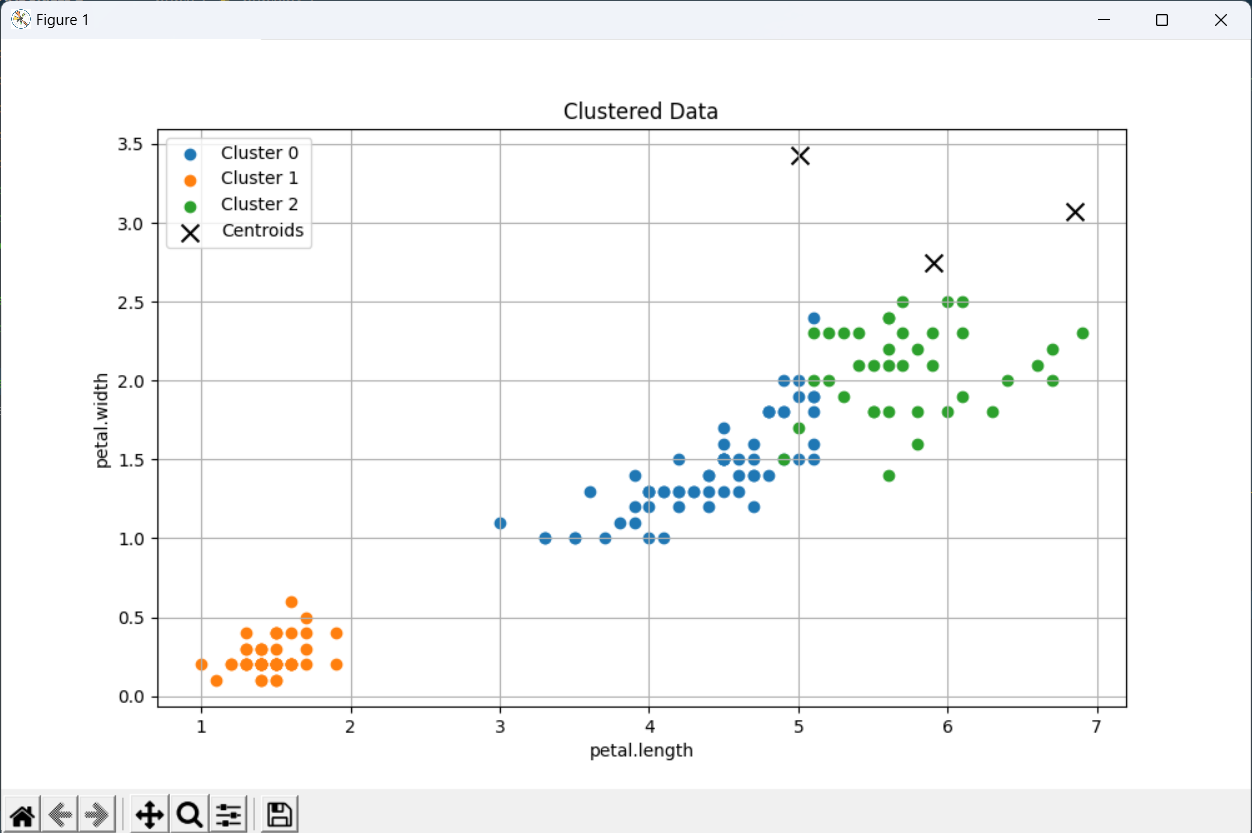 Figure 1
Clustered Data
3.5
3.0
2.5
2.0
1.5
1.0
0.5
0.0
petal.width
Cluster 0
Cluster 1
Cluster 2
Centroids
1 2 3 4 5 6 7
petal.length